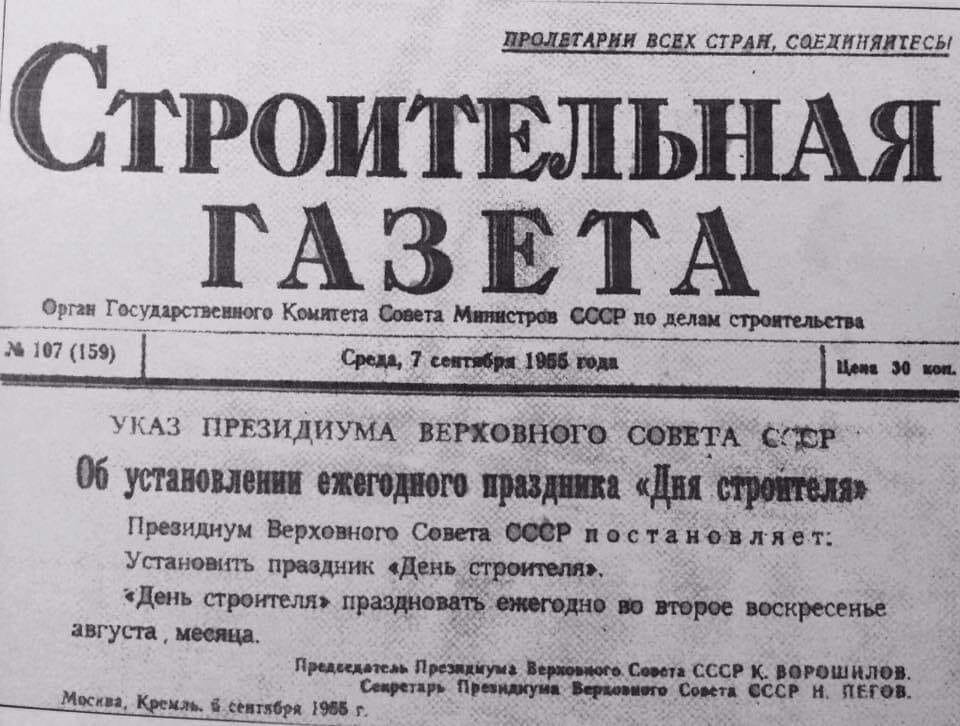 ПРОЛЕТАРИИ ВСЕХ СТРАН, СОЕДИНЯЙТЕСЬ!
СТРОИТЕЛЬНАЯ
ГАЗЕТА
Орган Государственного Комитета Совета Министров СССР по делам строительства
№ 107 (159)
Среда, 7 сентября 1955 года
Цена 30 коп.
УКАЗ ПРЕЗИДИУМА ВЕРХОВНОГО СОВЕТА СССР
Об установлении ежегодного праздника «Дня строителя»
Президиум Верховного Совета СССР постановляет:
Установить праздник «День строителя».
«День строителя» праздновать ежегодно во второе воскресенье
августа, месяца.
Председатель Президиума Верховного Совета СССР К. ВОРОШИЛОВ.
Секретарь Президиума Верховного Совета СССР Н. ПЕГОВ.
Москва, Кремль. 6 сентября 1955 г.